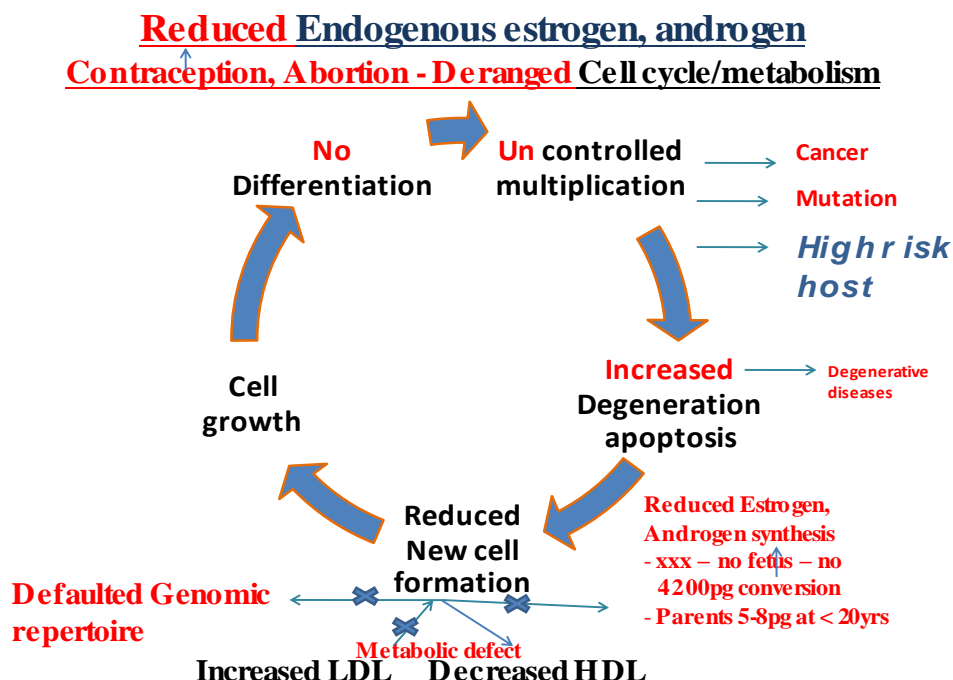 Reduced Endogenous estrogen, androgen
Contraception, Abortion - Deranged Cell cycle/metabolism
No
Differentiation
Un controlled
multiplication
Cancer
Mutation
High r isk
host
Increased
Degeneration
apoptosis
Degenerative
diseases
Cell
growth
Reduced
New cell
formation
Reduced Estrogen,
Androgen synthesis
- xxx – no fetus – no
4200pg conversion
- Parents 5-8pg at < 20yrs
Defaulted Genomic
repertoire
Metabolic defect
Increased LDL Decreased HDL